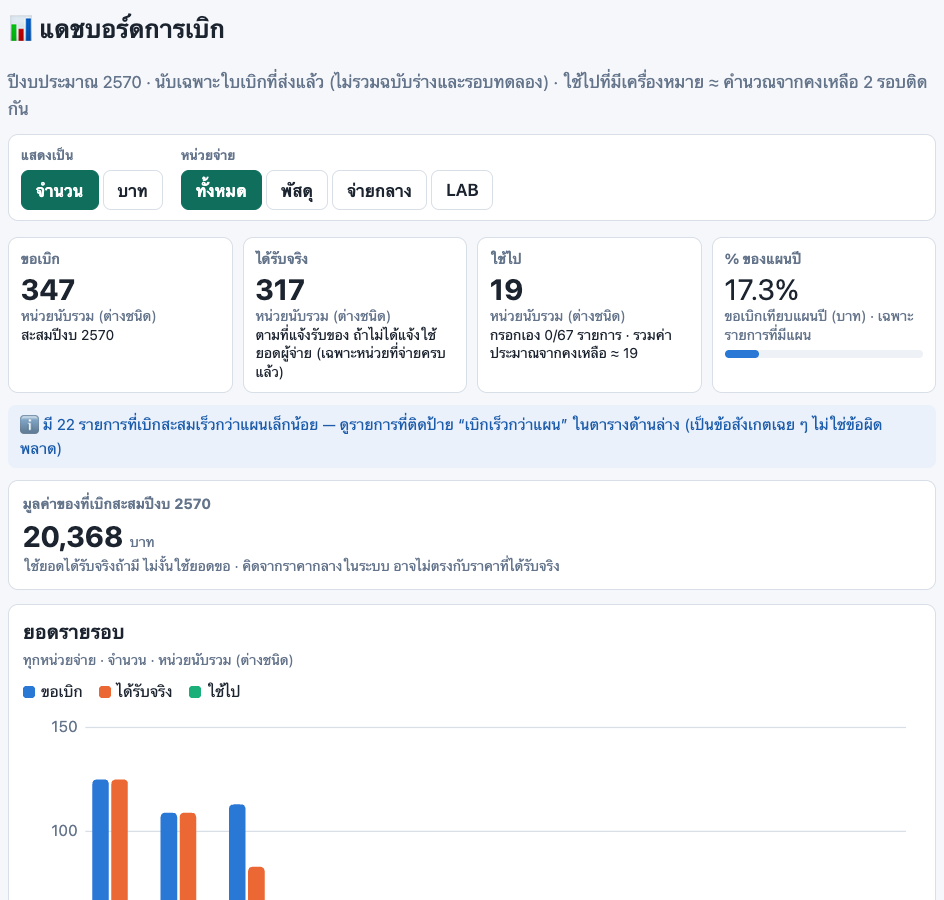 แดชบอร์ดการเบิก
ปีงบประมาณ 2570 · นับเฉพาะใบเบิกที่ส่งแล้ว (ไม่รวมฉบับร่างและรอบทดลอง) · ใช้ไปที่มีเครื่องหมาย ≈ คำนวณจากคงเหลือ 2 รอบติด
กัน
แสดงเป็น
จำนวน
บาท
หน่วยจ่าย
ทั้งหมด
พัสดุ
จ่ายกลาง
LAB
ขอเบิก
347
หน่วยนับรวม (ต่างชนิด)
สะสมปีงบ 2570
ได้รับจริง
317
หน่วยนับรวม (ต่างชนิด)
ตามที่แจ้งรับของ ถ้าไม่ได้แจ้งใช้
ยอดผู้จ่าย (เฉพาะหน่วยที่จ่ายครบ
แล้ว)
ใช้ไป
19
หน่วยนับรวม (ต่างชนิด)
กรอกเอง 0/67 รายการ · รวมค่า
ประมาณจากคงเหลือ ≈ 19
% ของแผนปี
17.3%
ขอเบิกเทียบแผนปี (บาท) · เฉพาะ
รายการที่มีแผน
มี 22 รายการที่เบิกสะสมเร็วกว่าแผนเล็กน้อย — ดูรายการที่ติดป้าย “เบิกเร็วกว่าแผน” ในตารางด้านล่าง (เป็นข้อสังเกตเฉย ๆ ไม่ใช่ข้อผิด
พลาด)
มูลค่าของที่เบิกสะสมปีงบ 2570
20,368 บาท
ใช้ยอดได้รับจริงถ้ามี ไม่งั้นใช้ยอดขอ · คิดจากราคากลางในระบบ อาจไม่ตรงกับราคาที่ได้รับจริง
ยอดรายรอบ
ทุกหน่วยจ่าย · จำนวน · หน่วยนับรวม (ต่างชนิด)
ขอเบิก ได้รับจริง ใช้ไป
150
100